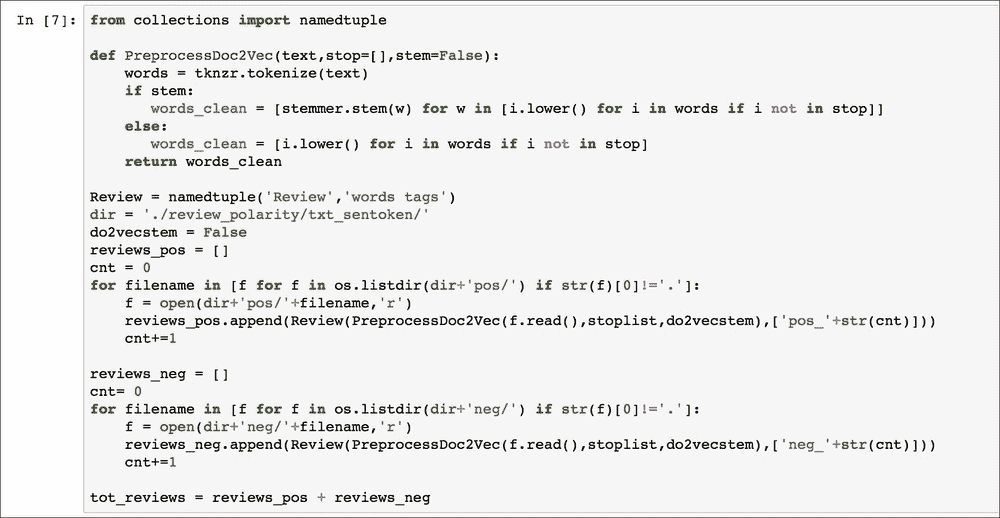 In [7]: from collections import namedtuple

def PreprocessDoc2Vec(text,stop=[],stem=False):
    words = tknzr.tokenize(text)
    if stem:
       words_clean = [stemmer.stem(w) for w in [i.lower() for i in words if i not in stop]]
    else:
       words_clean = [i.lower() for i in words if i not in stop]
    return words_clean

Review = namedtuple('Review','words tags')
dir = './review_polarity/txt_sentoken/'
do2vecstem = False
reviews_pos = []
cnt = 0
for filename in [f for f in os.listdir(dir+'pos/') if str(f)[0]!='.']:
    f = open(dir+'pos/'+filename,'r')
    reviews_pos.append(Review(PreprocessDoc2Vec(f.read(),stoplist,do2vecstem),['pos_'+str(cnt)]))
    cnt+=1

reviews_neg = []
cnt= 0
for filename in [f for f in os.listdir(dir+'neg/') if str(f)[0]!='.']:
    f = open(dir+'neg/'+filename,'r')
    reviews_neg.append(Review(PreprocessDoc2Vec(f.read(),stoplist,do2vecstem),['neg_'+str(cnt)]))
    cnt+=1

tot_reviews = reviews_pos + reviews_neg